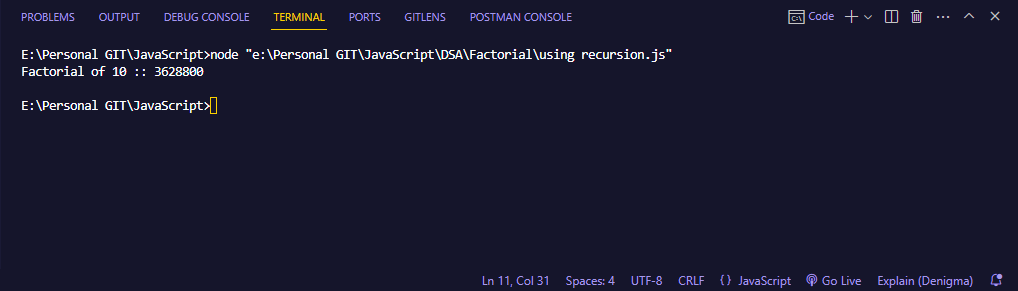 PROBLEMS OUTPUT DEBUG CONSOLE TERMINAL PORTS GITLENS POSTMAN CONSOLE Code
E:\Personal GIT\JavaScript>node "e:\Personal GIT\JavaScript\DSA\Factorial\using recursion.js"
Factorial of 10 :: 3628800
E:\Personal GIT\JavaScript>
Ln 11, Col 31 Spaces: 4 UTF-8 CRLF {} JavaScript Go Live Explain (Denigma)